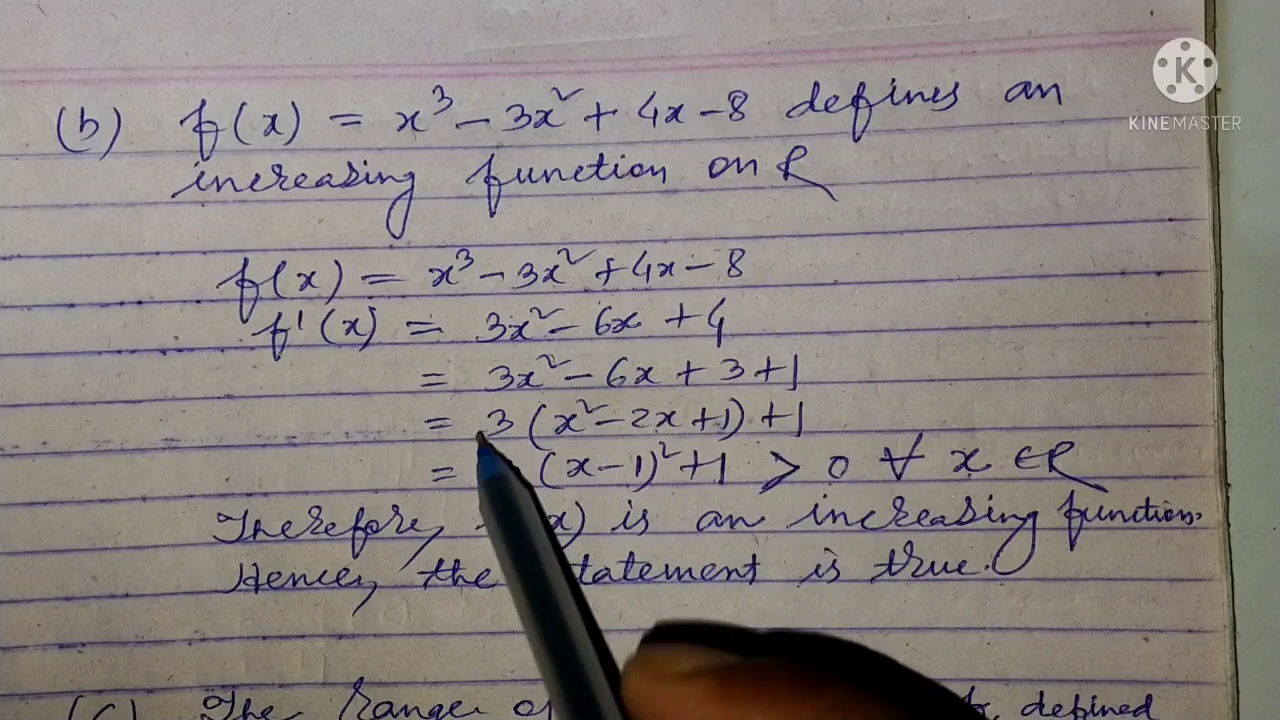 (b) f(x) = x³ - 3x² + 4x - 8 defines an
KINEMASTER
increasing function on R
f(x) = x³ - 3x² + 4x - 8
f'(x) = 3x² - 6x + 4
= 3x² - 6x + 3 + 1
= 3(x² - 2x + 1) + 1
= (x - 1)² + 1 > 0 ∀ x ∈ R
Therefore, x) is an increasing function.
Hence, the statement is true.
(c) The range of defined